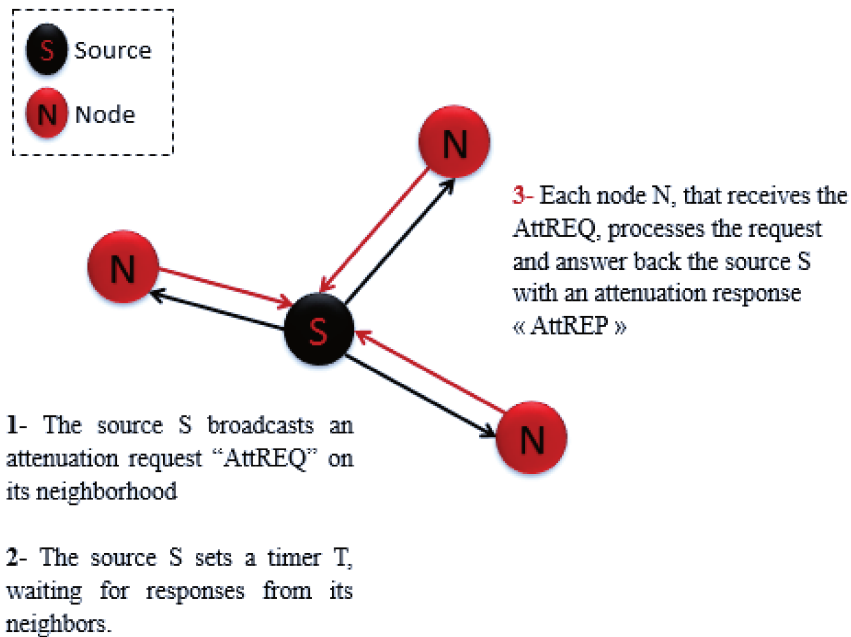 S Source
N Node
N
N
S
N
3- Each node N, that receives the
AttREQ, processes the request
and answer back the source S
with an attenuation response
« AttREP »
1- The source S broadcasts an
attenuation request “AttREQ” on
its neighborhood
2- The source S sets a timer T,
waiting for responses from its
neighbors.